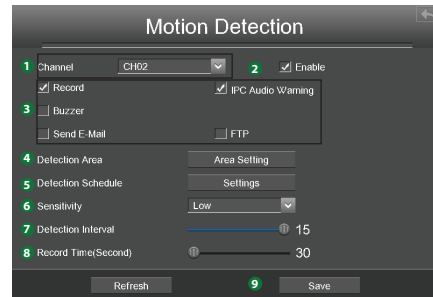 Motion Detection
1 Channel CH02 2 Enable
Record IPC Audio Warning
3 Buzzer
Send E-Mail FTP
4 Detection Area Area Setting
5 Detection Schedule Settings
6 Sensitivity Low
7 Detection Interval 15
8 Record Time(Second) 30
Refresh 9 Save